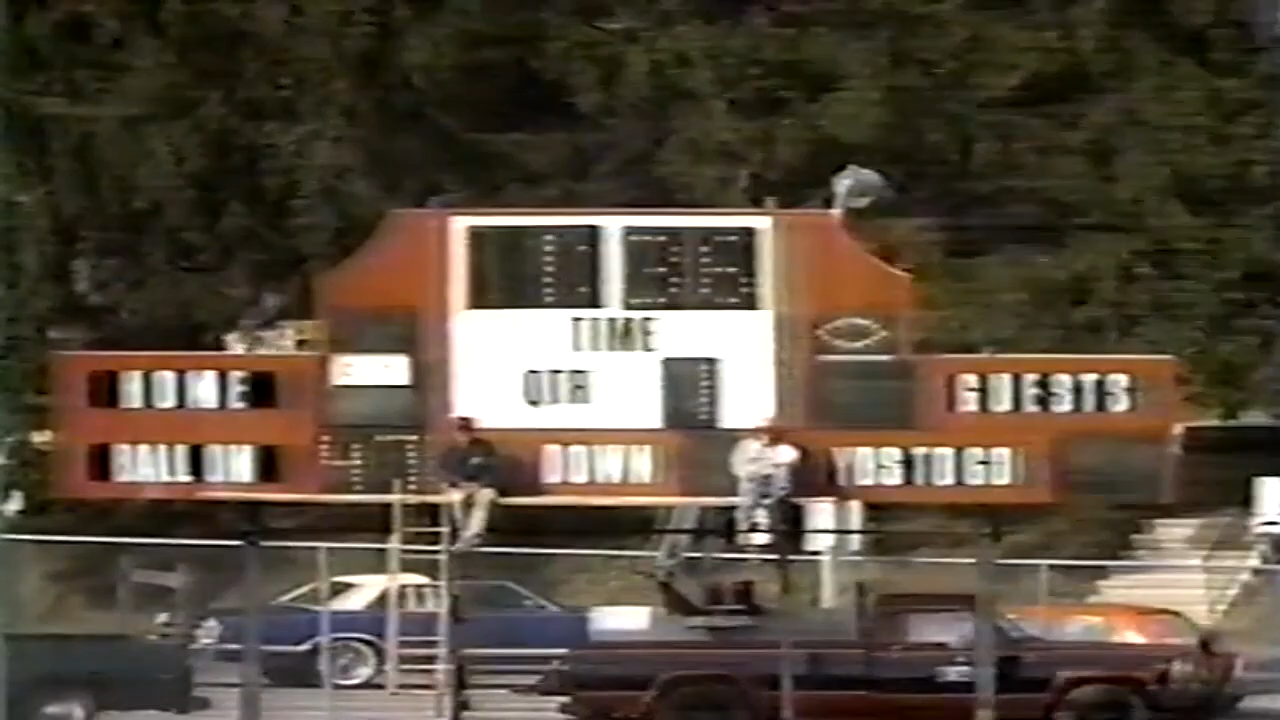 TIME
HOME
QTR
GUESTS
BALL ON
DOWN
YDS TO GO